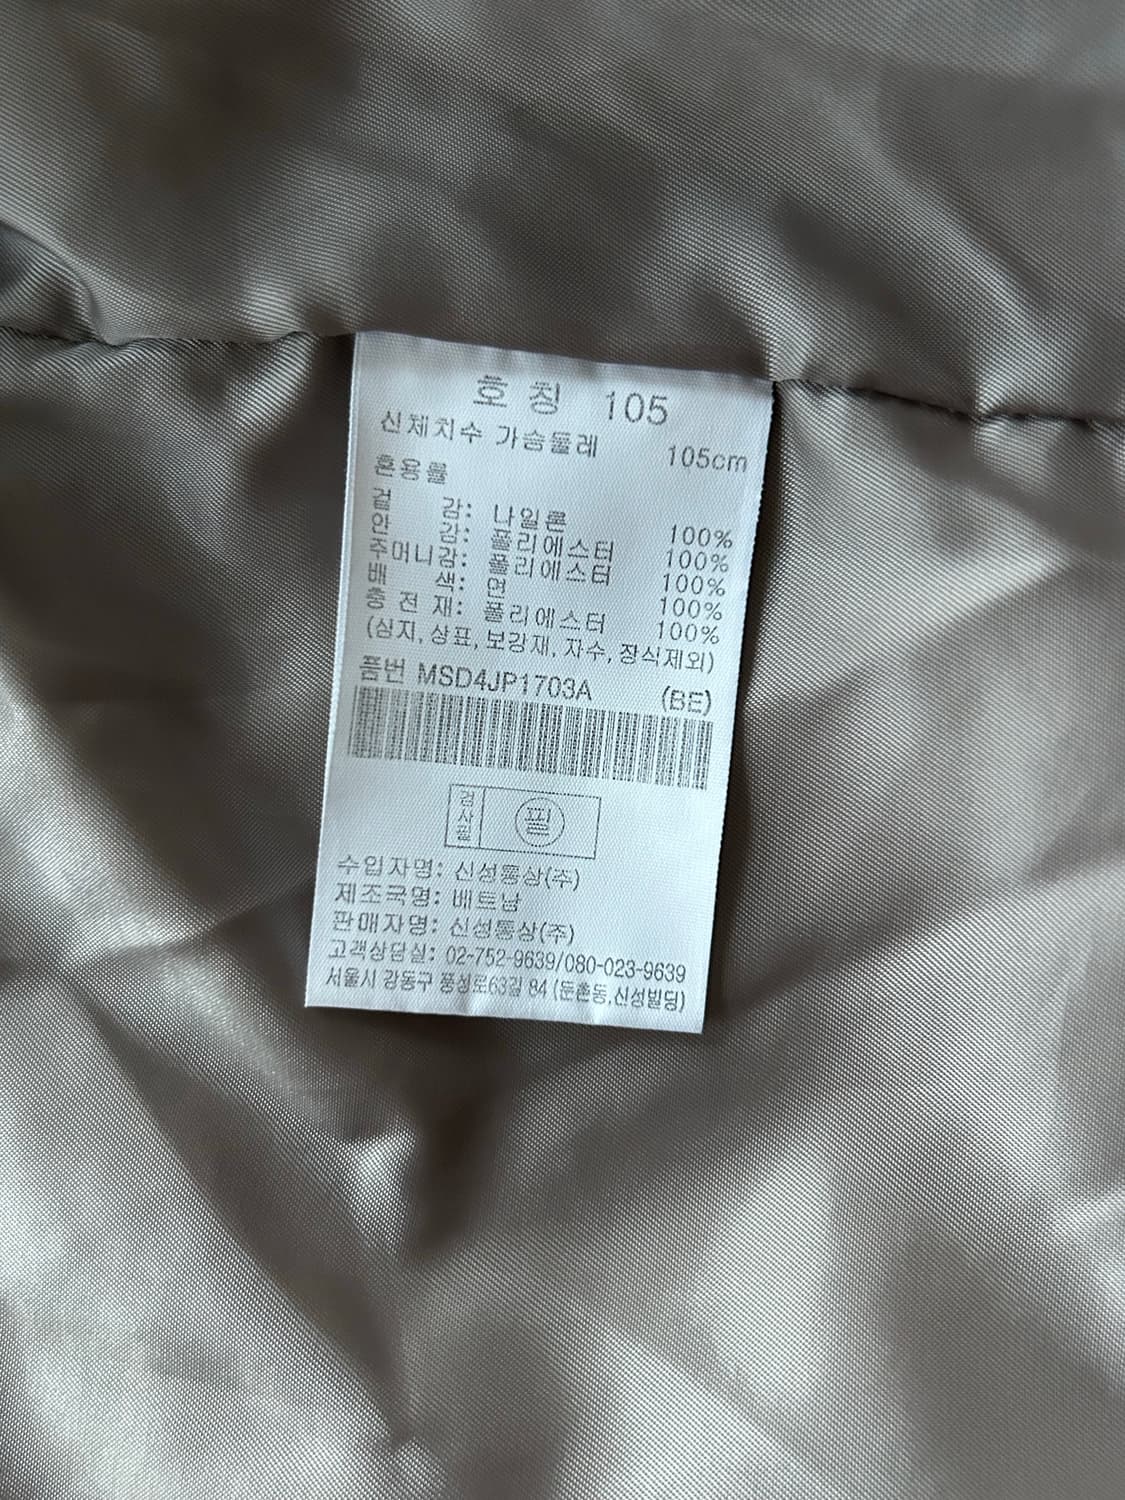 호 칭 105
신체치수 가슴둘레 105cm
혼용률
겉 감: 나일론 100%
안 감: 폴리에스터 100%
주머니감: 폴리에스터 100%
배 색: 면 100%
충 전 재: 폴리에스터 100%
(심지, 상표, 보강재, 자수, 장식제외)
품번 MSD4JP1703A (BE)
검사필 필
수입자명: 신성통상(주)
제조국명: 베트남
판매자명: 신성통상(주)
고객상담실: 02-752-9639/080-023-9639
서울시 강동구 풍성로63길 84 (둔촌동,신성빌딩)